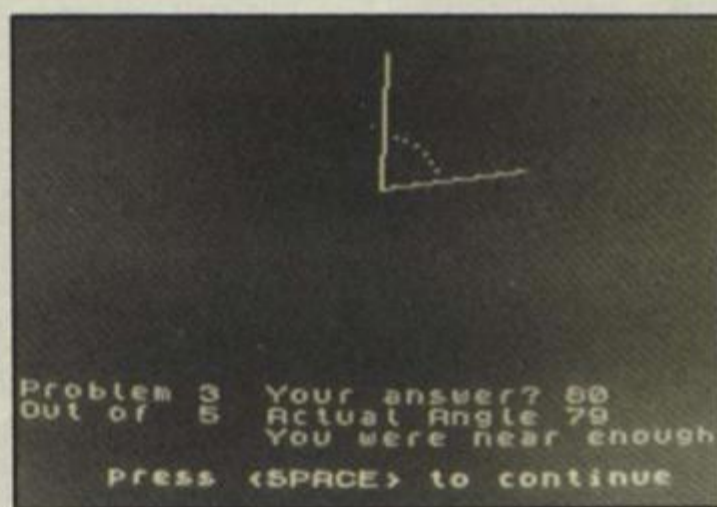 Problem 3 Your answer? 80
Out of 5 Actual Angle 79
You were near enough
press <SPACE> to continue